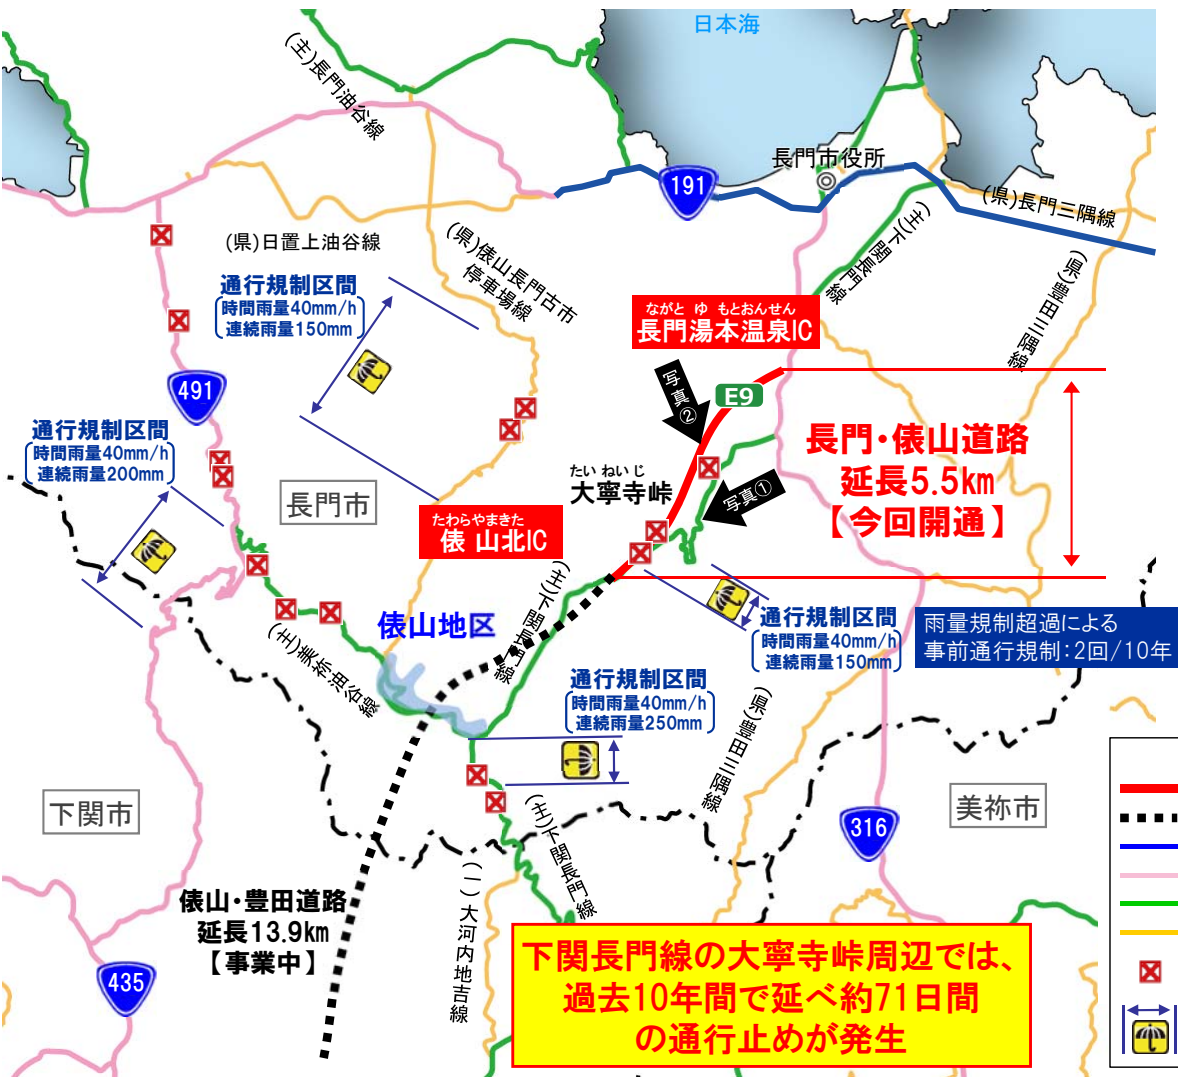 日本海
(主)長門油谷線
長門市役所
191
(県)長門三隅線
(主)下関長門線
(県)豊田三隅線
(県)日置上油谷線
(県)俵山長門古市
停車場線
通行規制区間
時間雨量40mm/h
連続雨量150mm
ながと ゆ もとおんせん
長門湯本温泉IC
491
写真②
E9
通行規制区間
時間雨量40mm/h
連続雨量200mm
長門・俵山道路
延長5.5km
【今回開通】
たい ねい じ
大寧寺峠
写真①
長門市
たわらやまきた
俵 山北IC
(主)下関長門線
俵山地区
(主)美祢油谷線
通行規制区間
時間雨量40mm/h
連続雨量150mm
雨量規制超過による
事前通行規制：2回/10年
通行規制区間
時間雨量40mm/h
連続雨量250mm
(県)豊田三隅線
下関市
美祢市
316
(主)下関長門線
(一)大河内地吉線
俵山・豊田道路
延長13.9km
【事業中】
435
下関長門線の大寧寺峠周辺では、
過去10年間で延べ約71日間
の通行止めが発生